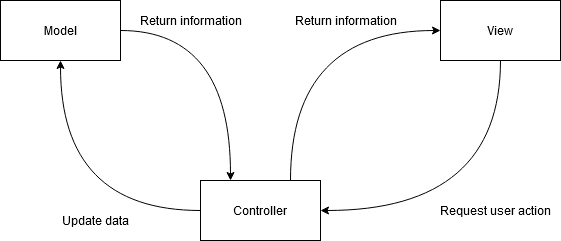 Model
Return information
Return information
View
Update data
Controller
Request user action